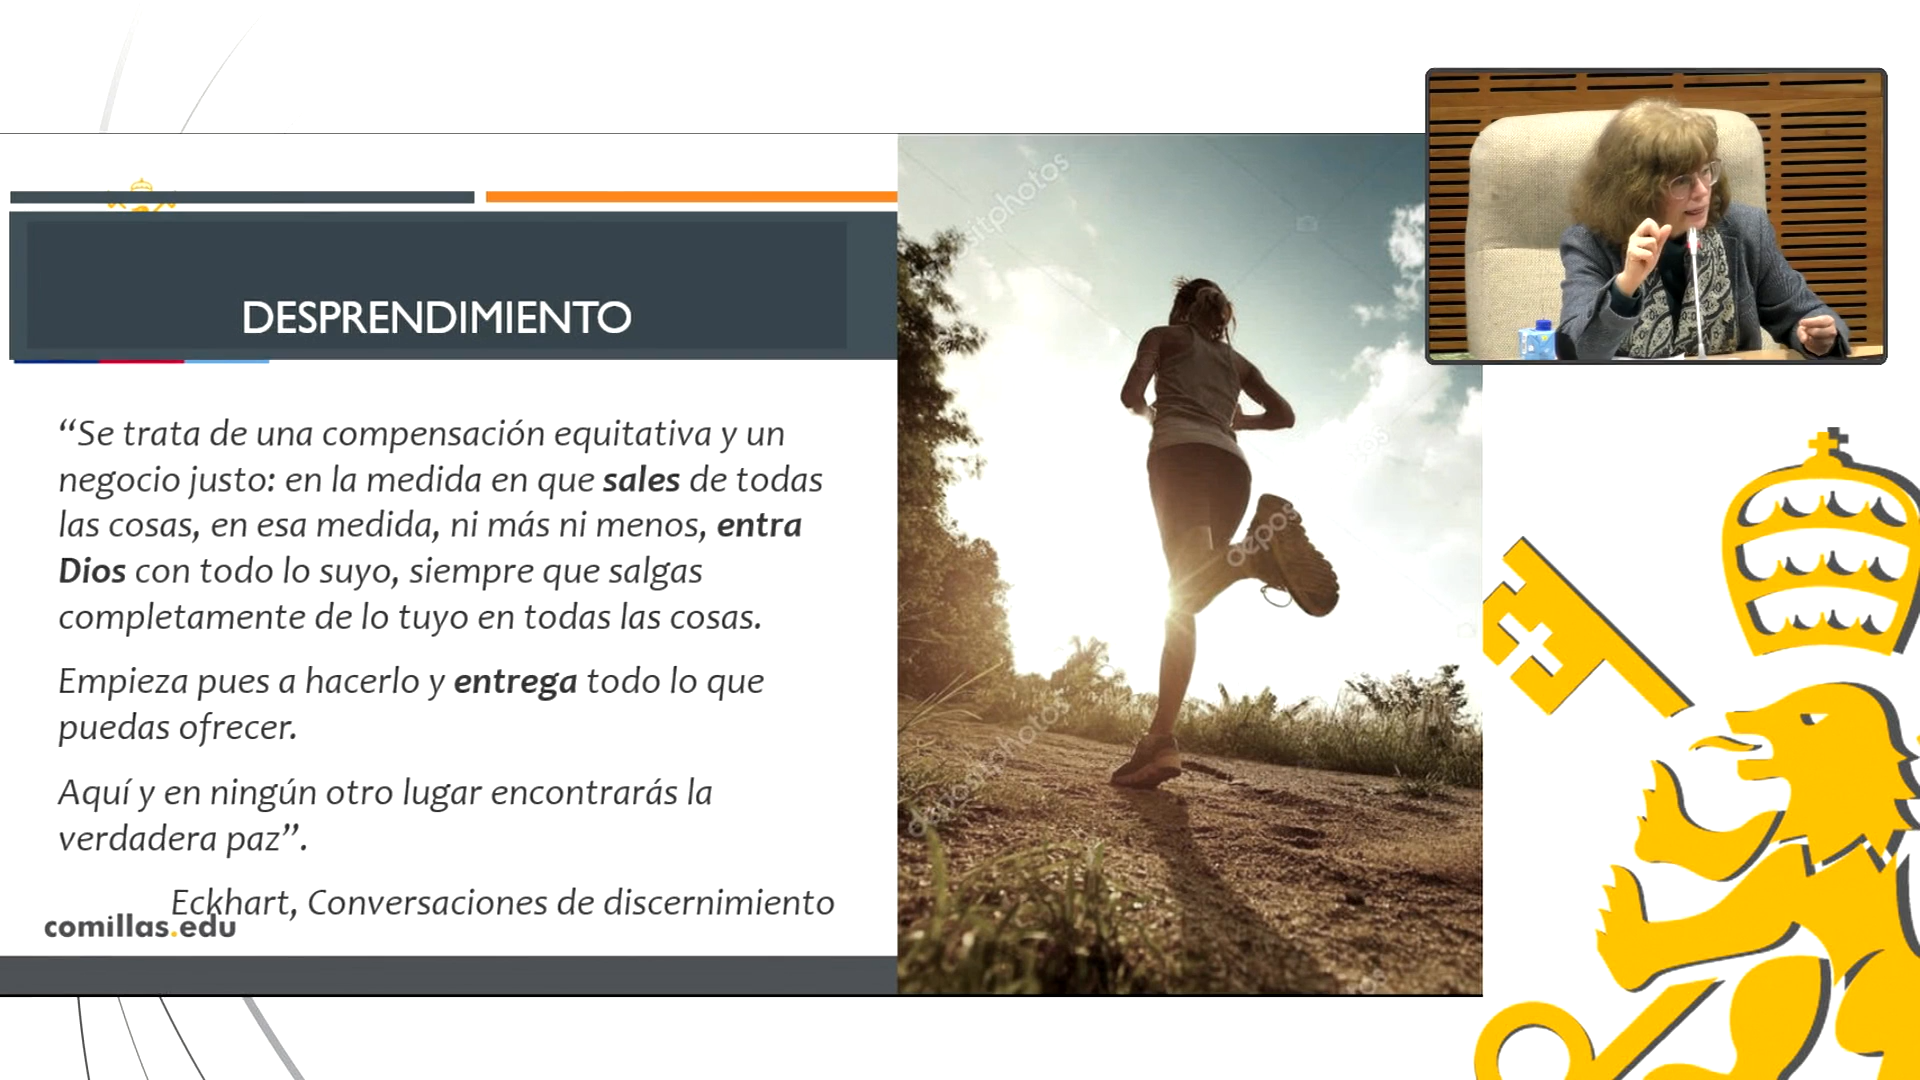 DESPRENDIMIENTO
“Se trata de una compensación equitativa y un
negocio justo: en la medida en que sales de todas
las cosas, en esa medida, ni más ni menos, entra
Dios con todo lo suyo, siempre que salgas
completamente de lo tuyo en todas las cosas.
Empieza pues a hacerlo y entrega todo lo que
puedas ofrecer.
Aquí y en ningún otro lugar encontrarás la
verdadera paz”.
Eckhart, Conversaciones de discernimiento
comillas.edu
depositphotos